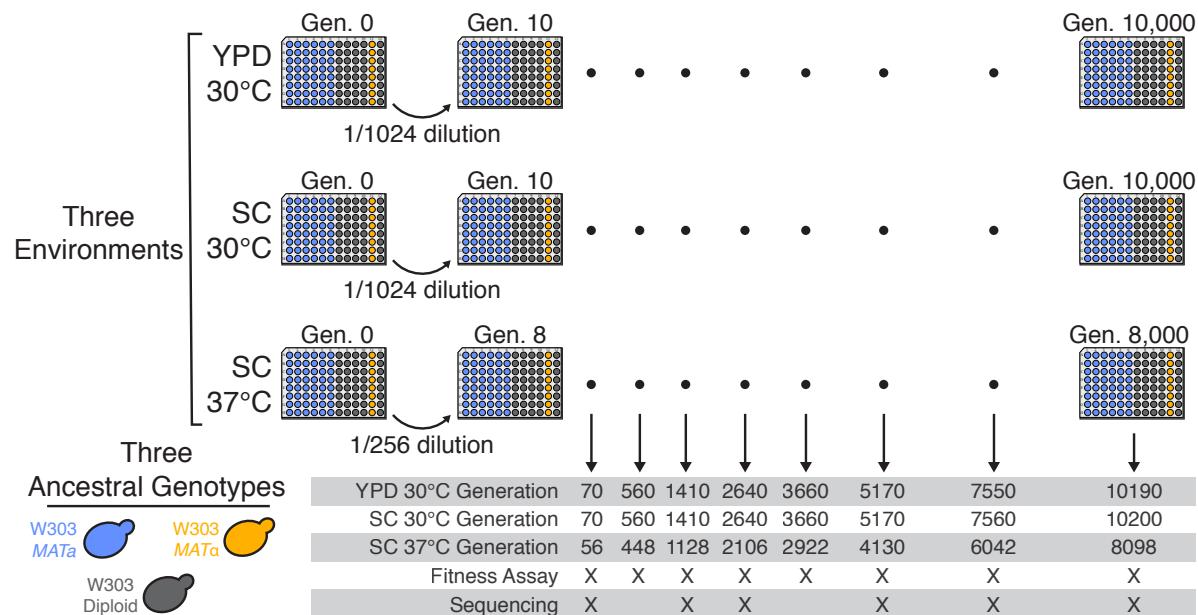 Gen. 0
Gen. 10
Gen. 10,000
YPD
30°C
1/1024 dilution
Gen. 0
Gen. 10
Gen. 10,000
Three
Environments
SC
30°C
1/1024 dilution
Gen. 0
Gen. 8
Gen. 8,000
SC
37°C
1/256 dilution
Three
Ancestral Genotypes
W303
MATa
W303
MATα
W303
Diploid
YPD 30°C Generation 70 560 1410 2640 3660 5170 7550 10190
SC 30°C Generation 70 560 1410 2640 3660 5170 7560 10200
SC 37°C Generation 56 448 1128 2106 2922 4130 6042 8098
Fitness Assay X X X X X X X X
Sequencing X X X X X X